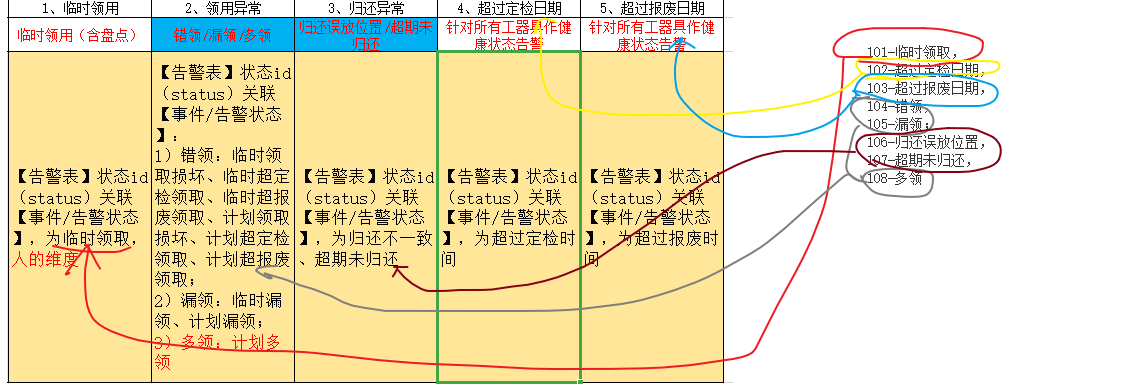 1、临时领用
2、领用异常
3、归还异常
4、超过定检日期
5、超过报废日期
临时领用（含盘点）
错领/漏领/多领
归还误放位置/超期未
归还
针对所有工器具作健
康状态告警
针对所有工器具作健
康状态告警
【告警表】状态id
（status）关联
【事件/告警状态
】，为临时领取，
人的维度
【告警表】状态id
（status）关联
【事件/告警状态
】：
1）错领：临时领
取损坏、临时超定
检领取、临时超报
废领取、计划领取
损坏、计划超定检
领取、计划超报废
领取；
2）漏领：临时漏
领、计划漏领；
3）多领：计划多
领
【告警表】状态id
（status）关联
【事件/告警状态
】，为归还不一致
、超期未归还
【告警表】状态id
（status）关联
【事件/告警状态
】，为超过定检时
间
【告警表】状态id
（status）关联
【事件/告警状态
】，为超过报废时
间
101-临时领取，
102-超过定检日期，
103-超过报废日期，
104-错领，
105-漏领；
106-归还误放位置，
107-超期未归还，
108-多领